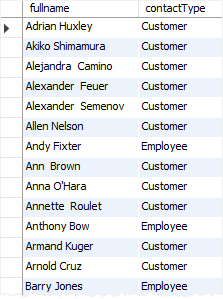 fullname contactType
Adrian Huxley Customer
Akiko Shimamura Customer
Alejandra  Camino Customer
Alexander  Feuer Customer
Alexander  Semenov Customer
Allen Nelson Customer
Andy Fixter Employee
Ann  Brown Customer
Anna O'Hara Customer
Annette  Roulet Customer
Anthony Bow Employee
Armand Kuger Customer
Arnold Cruz Customer
Barry Jones Employee